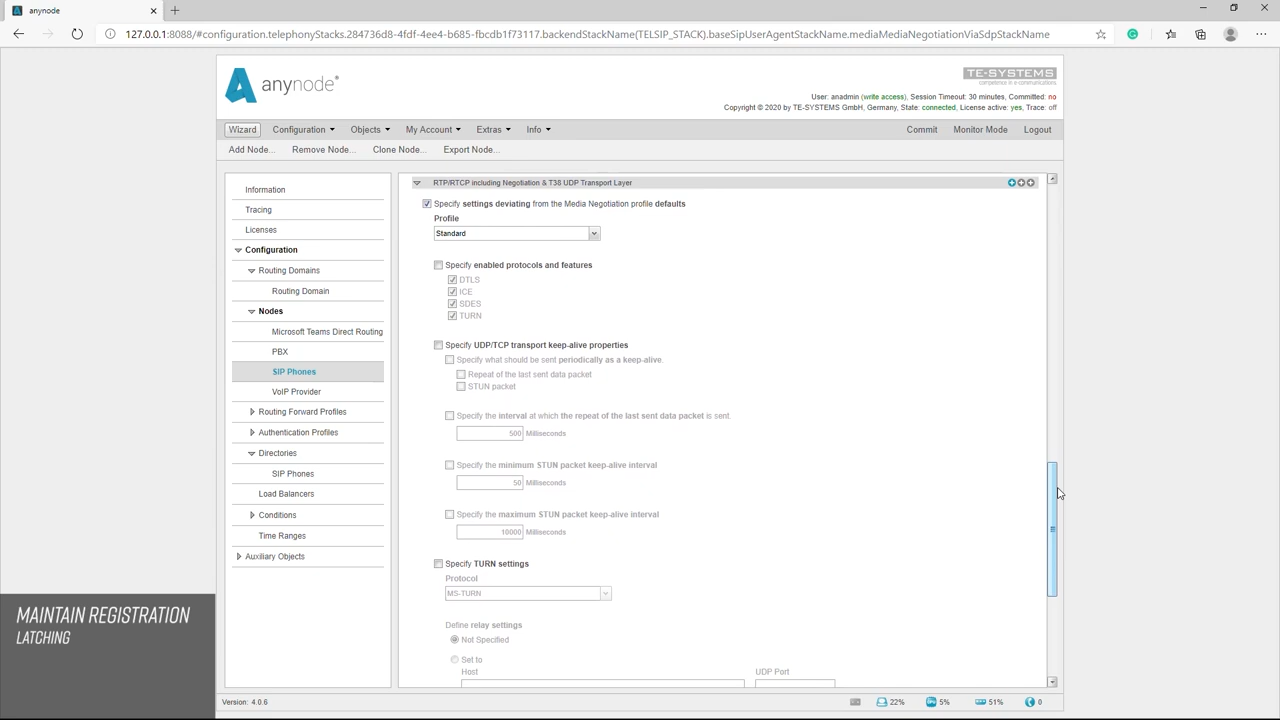 anynode
127.0.0.1:8088/#configuration.telephonyStacks.284736d8-4fdf-4ee4-b685-fbcdb1f73117.backendStackName(TELSIP_STACK).baseSipUserAgentStackName.mediaMediaNegotiationViaSdpStackName
anynode®
TE-SYSTEMS
competence in e-communications
User: anadmin (write access), Session Timeout: 30 minutes, Committed: no
Copyright © 2020 by TE-SYSTEMS GmbH, Germany, State: connected, License active: yes, Trace: off
Wizard Configuration Objects My Account Extras Info Commit Monitor Mode Logout
Add Node... Remove Node... Clone Node... Export Node...
Information
Tracing
Licenses
Configuration
Routing Domains
Routing Domain
Nodes
Microsoft Teams Direct Routing
PBX
SIP Phones
VoIP Provider
Routing Forward Profiles
Authentication Profiles
Directories
SIP Phones
Load Balancers
Conditions
Time Ranges
Auxiliary Objects
RTP/RTCP including Negotiation & T38 UDP Transport Layer
Specify settings deviating from the Media Negotiation profile defaults
Profile
Standard
Specify enabled protocols and features
DTLS
ICE
SDES
TURN
Specify UDP/TCP transport keep-alive properties
Specify what should be sent periodically as a keep-alive.
Repeat of the last sent data packet
STUN packet
Specify the interval at which the repeat of the last sent data packet is sent.
500 Milliseconds
Specify the minimum STUN packet keep-alive interval
50 Milliseconds
Specify the maximum STUN packet keep-alive interval
10000 Milliseconds
Specify TURN settings
Protocol
MS-TURN
Define relay settings
Not Specified
Set to
Host UDP Port
MAINTAIN REGISTRATION
LATCHING
Version: 4.0.6 22% 5% 51% 0